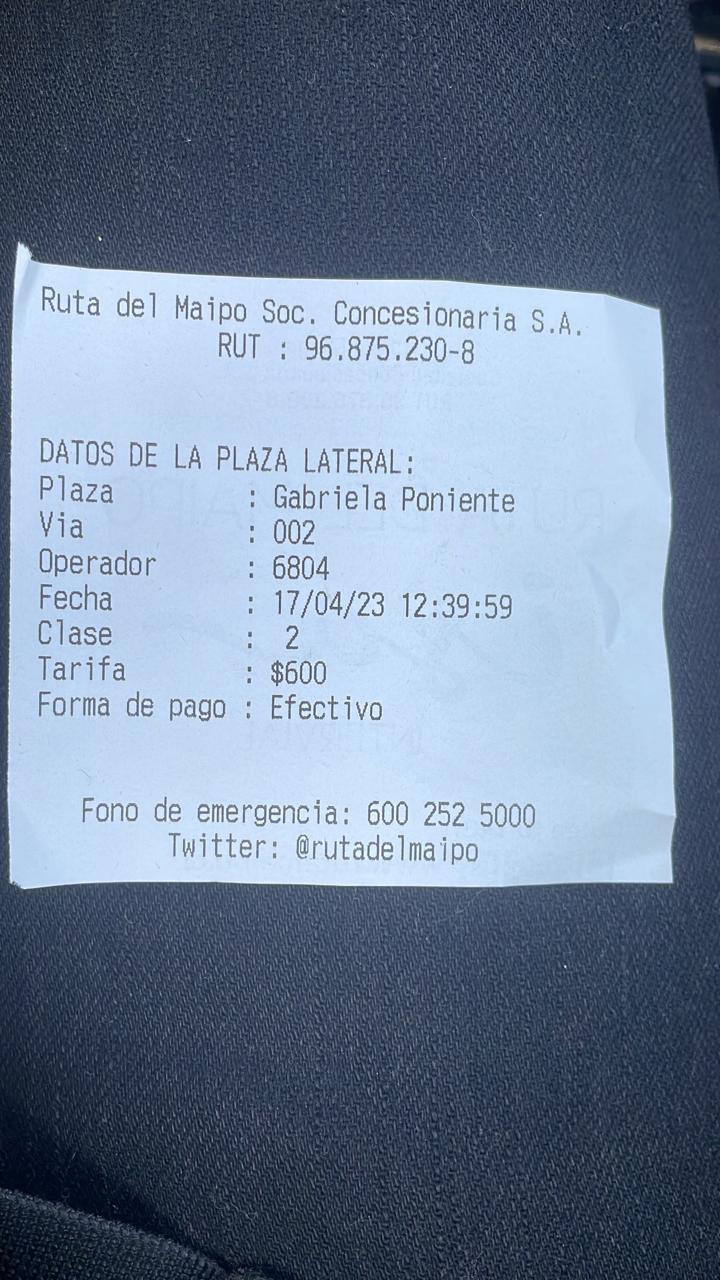 Ruta del Maipo Soc. Concesionaria S.A.
RUT : 96.875.230-8
DATOS DE LA PLAZA LATERAL:
Plaza : Gabriela Poniente
Via : 002
Operador : 6804
Fecha : 17/04/23 12:39:59
Clase : 2
Tarifa : $600
Forma de pago : Efectivo
Fono de emergencia: 600 252 5000
Twitter: @rutadelmaipo